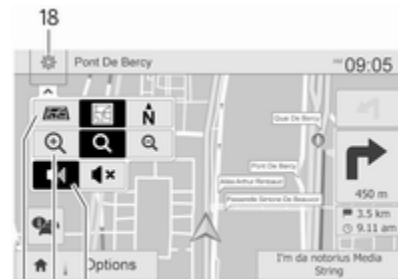 18
Pont De Bercy
09:05
N
Quai De Bercy
Pont De Bercy
Allée Arthur Rimbaud
Passerelle Simone De Beauvoir
450 m
3.5 km
9.11 am
Options
I'm da notorius Media
String